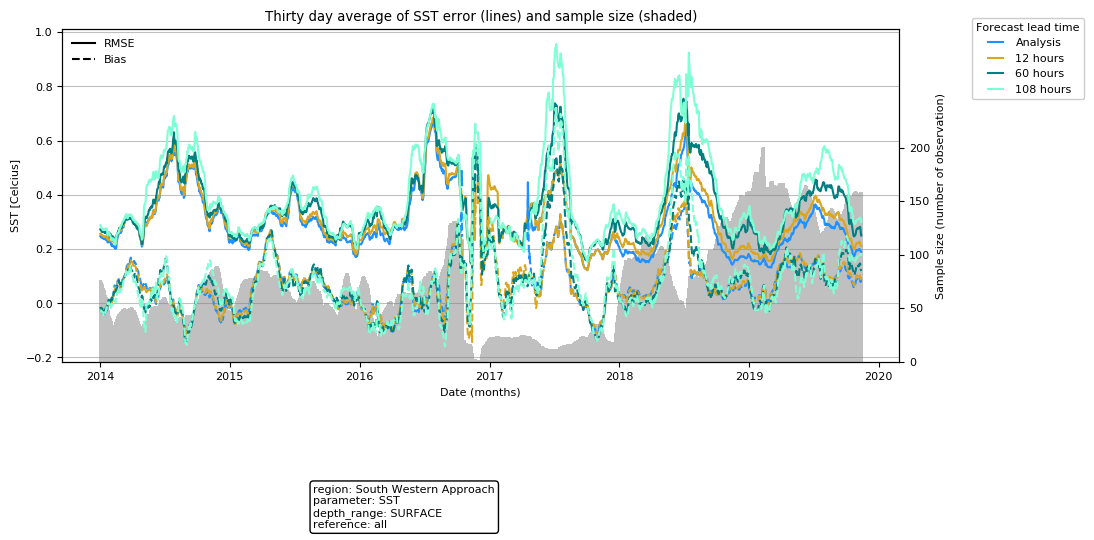 Thirty day average of SST error (lines) and sample size (shaded)
RMSE
Bias
Forecast lead time
Analysis
12 hours
60 hours
108 hours
SST [Celcius]
1.0
0.8
0.6
0.4
0.2
0.0
−0.2
Sample size (number of observation)
200
150
100
50
0
2014 2015 2016 2017 2018 2019 2020
Date (months)
region: South Western Approach
parameter: SST
depth_range: SURFACE
reference: all